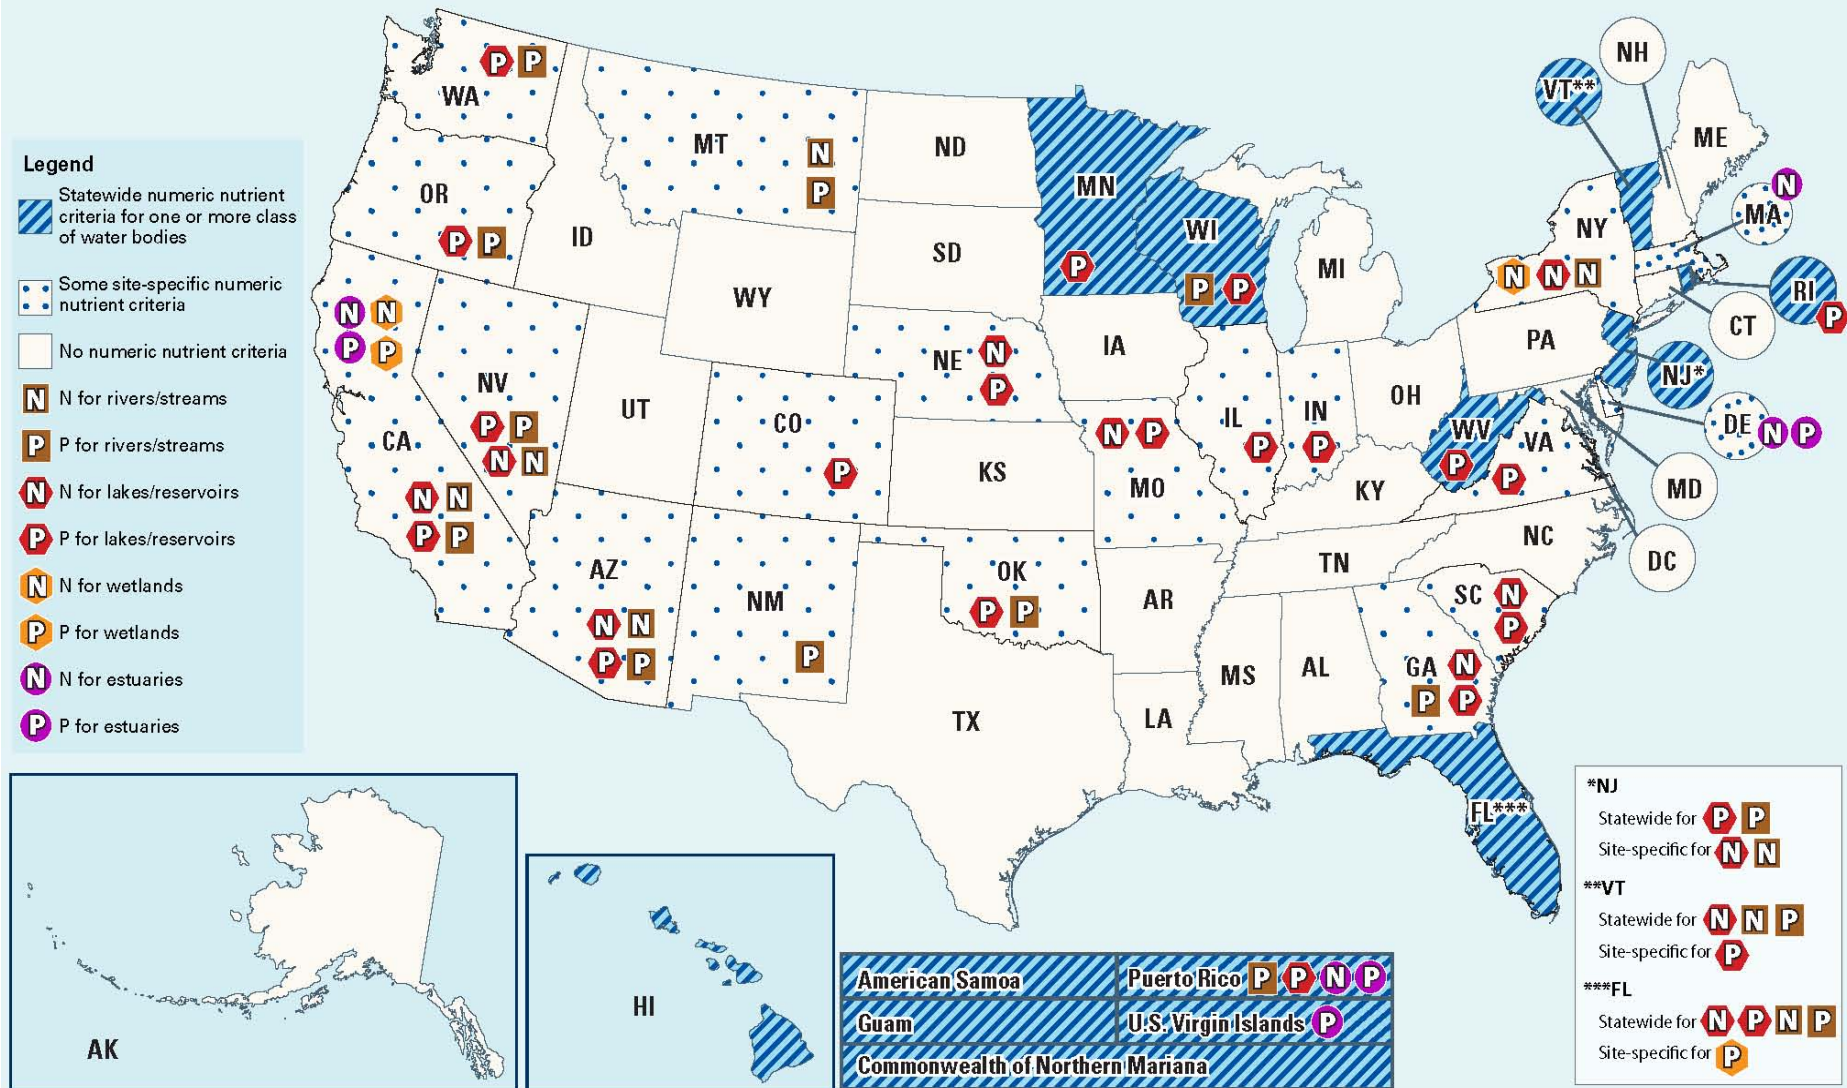 Legend
Statewide numeric nutrient
criteria for one or more class
of water bodies
Some site-specific numeric
nutrient criteria
No numeric nutrient criteria
N N for rivers/streams
P P for rivers/streams
N N for lakes/reservoirs
P P for lakes/reservoirs
N N for wetlands
P P for wetlands
N N for estuaries
P P for estuaries
WA
P P
OR
P P
MT
N
P
ID
WY
ND
SD
MN
P
WI
P P
MI
N N
P P
CA
N N
P P
NV
P P
N N
UT
CO
P
NE
N
P
KS
IA
MO
N P
IL
P
IN
P
OH
KY
WV
P
VA
P
PA
NY
N N N
VT**
NH
ME
MA
N
RI
P
CT
NJ*
DE
N P
MD
DC
NC
TN
SC
N
P
GA
N
P P
AL
MS
AR
LA
OK
P P
TX
NM
P
AZ
N N
P P
FL***
AK
HI
American Samoa
Puerto Rico P P N P
Guam
U.S. Virgin Islands P
Commonwealth of Northern Mariana
*NJ
Statewide for P P
Site-specific for N N
**VT
Statewide for N N P
Site-specific for P
***FL
Statewide for N P N P
Site-specific for P